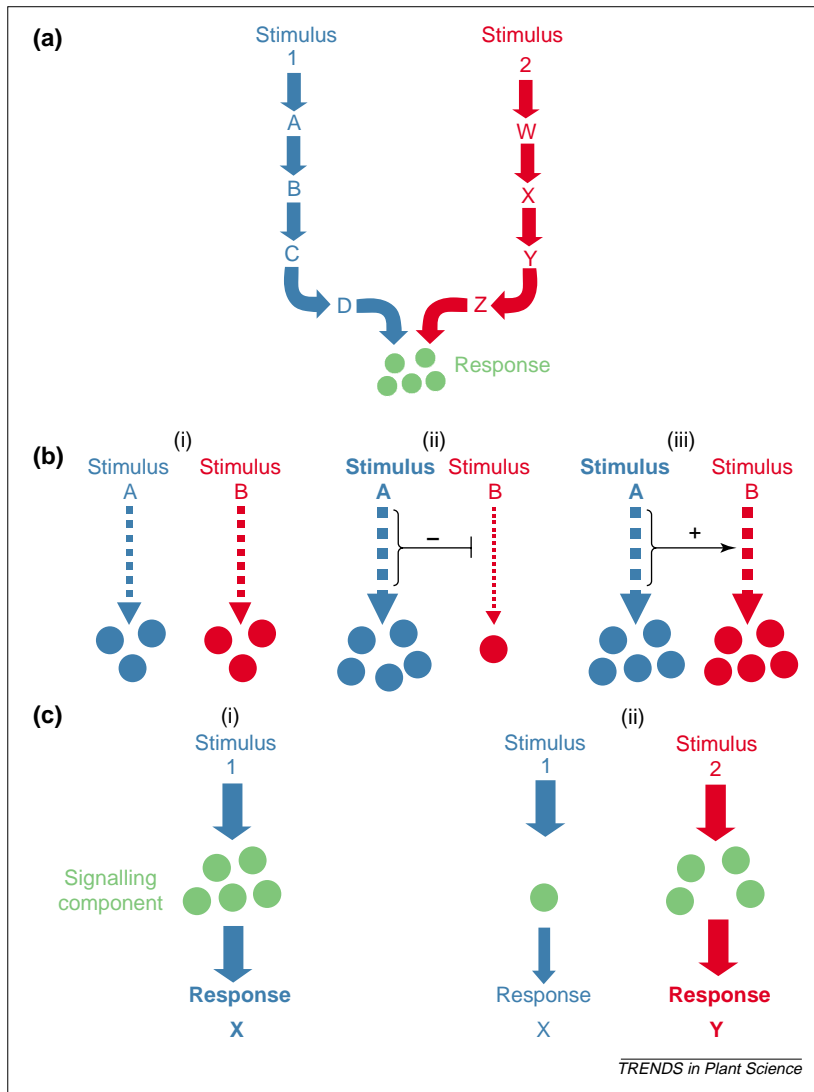 (a)
Stimulus
1
A
B
C
D
Stimulus
2
W
X
Y
Z
Response
(b)
(i)
Stimulus
A
Stimulus
B
(ii)
Stimulus
A
–
Stimulus
B
(iii)
Stimulus
A
+
Stimulus
B
(c)
(i)
Stimulus
1
Signalling
component
Response
X
(ii)
Stimulus
1
Response
X
Stimulus
2
Response
Y
TRENDS in Plant Science